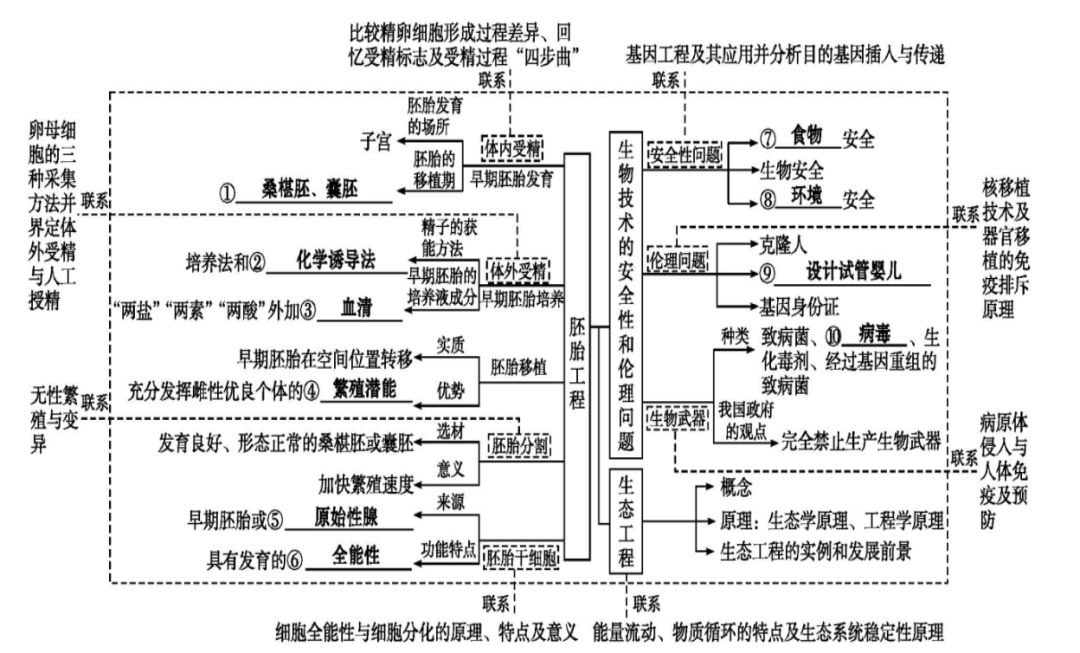 比较精卵细胞形成过程差异、回
忆受精标志及受精过程“四步曲”
联系
基因工程及其应用并分析目的基因插入与传递
联系
卵母细
胞的三
种采集
方法并
界定体
外受精
与人工
授精
联系
无性繁
殖与变
异
联系
胚胎发育
的场所
子宫
体内受精
胚胎的
移植期
早期胚胎发育
① 桑椹胚、囊胚
精子的获
能方法
培养法和② 化学诱导法
体外受精
早期胚胎的
培养液成分
早期胚胎培养
“两盐”“两素”“两酸”外加③ 血清
实质
早期胚胎在空间位置转移
胚胎移植
充分发挥雌性优良个体的④ 繁殖潜能
优势
选材
发育良好、形态正常的桑椹胚或囊胚
胚胎分割
意义
加快繁殖速度
来源
早期胚胎或⑤ 原始性腺
功能特点
具有发育的⑥ 全能性
胚胎干细胞
胚胎工程
生物技术的安全性和伦理问题
安全性问题
⑦ 食物 安全
生物安全
⑧ 环境 安全
伦理问题
克隆人
⑨ 设计试管婴儿
基因身份证
种类
致病菌、⑩ 病毒 、生
化毒剂、经过基因重组的
致病菌
生物武器
我国政府
的观点
完全禁止生产生物武器
生态工程
概念
原理：生态学原理、工程学原理
生态工程的实例和发展前景
联系
核移植
技术及
器官移
植的免
疫排斥
原理
联系
病原体
侵入与
人体免
疫及预
防
联系
细胞全能性与细胞分化的原理、特点及意义
联系
能量流动、物质循环的特点及生态系统稳定性原理